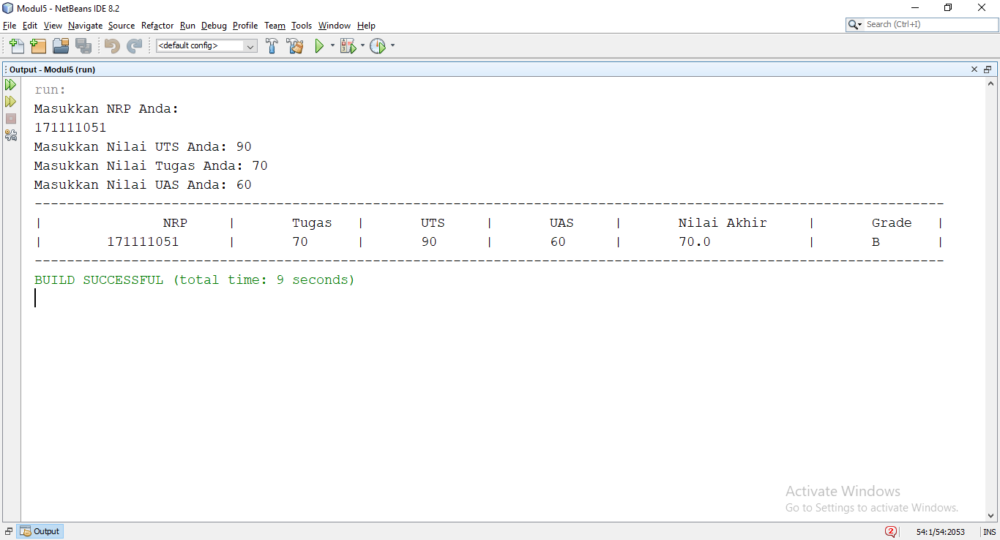 Modul5 - NetBeans IDE 8.2
File Edit View Navigate Source Refactor Run Debug Profile Team Tools Window Help
Search (Ctrl+I)
<default config>
Output - Modul5 (run)
run:
Masukkan NRP Anda:
171111051
Masukkan Nilai UTS Anda: 90
Masukkan Nilai Tugas Anda: 70
Masukkan Nilai UAS Anda: 60
-----------------------------------------------------------------------------------------------------------------
| NRP | Tugas | UTS | UAS | Nilai Akhir | Grade |
| 171111051 | 70 | 90 | 60 | 70.0 | B |
-----------------------------------------------------------------------------------------------------------------
BUILD SUCCESSFUL (total time: 9 seconds)
Activate Windows
Go to Settings to activate Windows.
Output
2
54:1/54:2053
INS